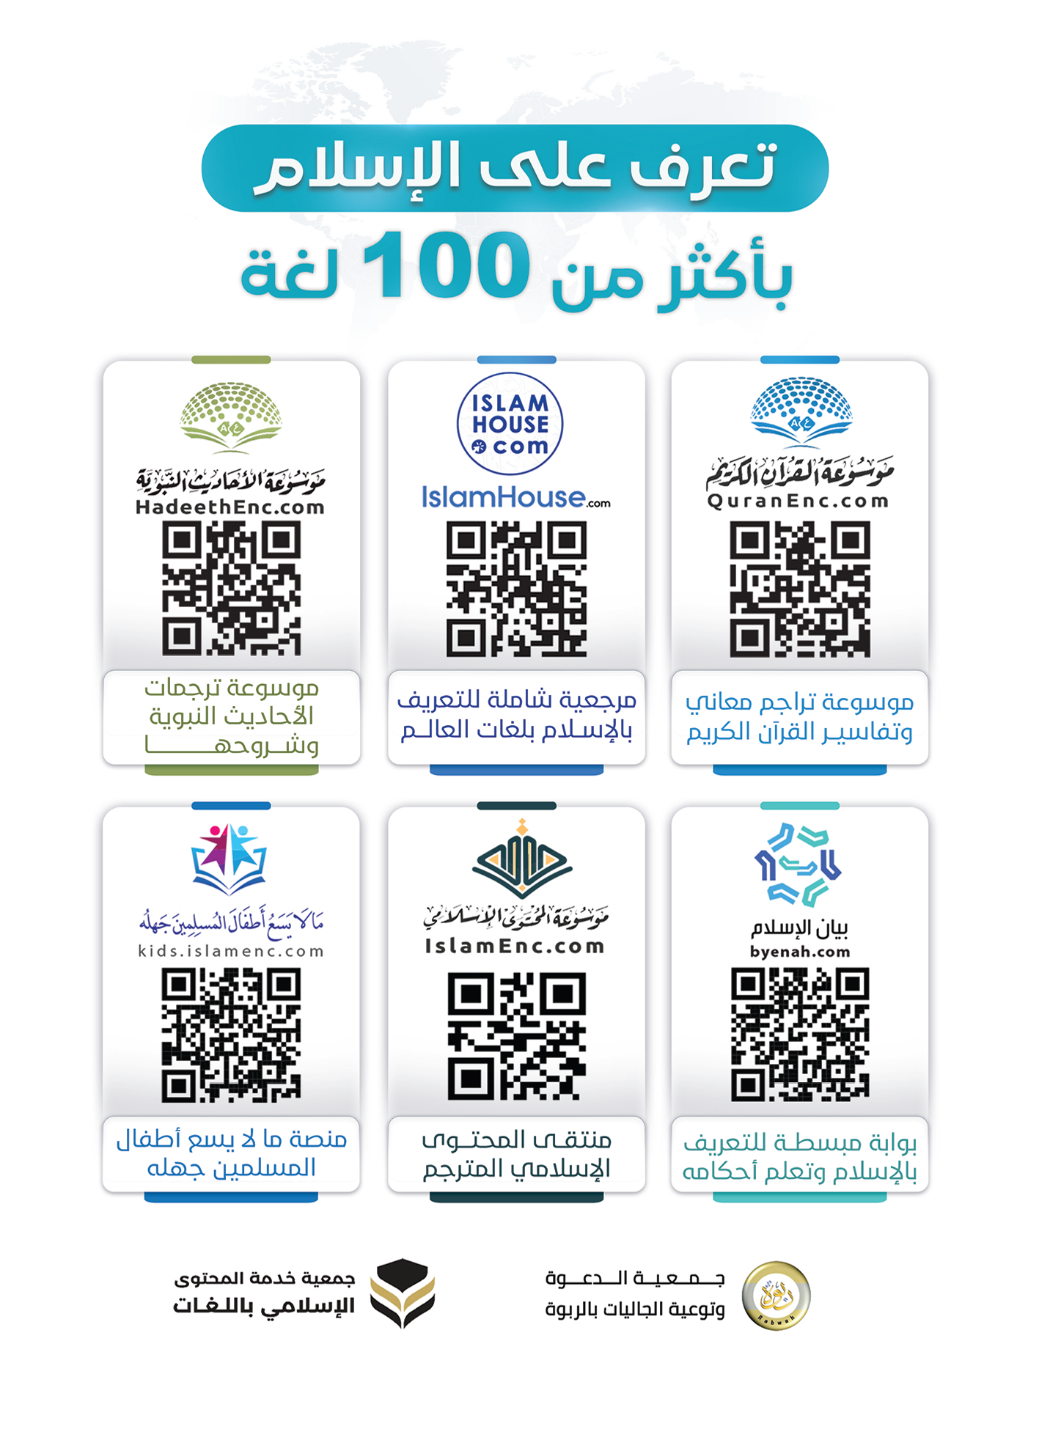 تعرف على الإسلام
بأكثر من 100 لغة
موسوعة القرآن الكريم
QuranEnc.com
موسوعة تراجم معاني
وتفاسير القرآن الكريم
ISLAM
HOUSE
com
IslamHouse.com
مرجعية شاملة للتعريف
بالإسلام بلغات العالم
موسوعة الأحاديث النبوية
HadeethEnc.com
موسوعة ترجمات
الأحاديث النبوية
وشروحها
بيان الإسلام
byenah.com
بوابة مبسطة للتعريف
بالإسلام وتعلم أحكامه
موسوعة المحتوى الإسلامي
IslamEnc.com
منتقى المحتوى
الإسلامي المترجم
ما لا يسع أطفال المسلمين جهله
kids.islamenc.com
منصة ما لا يسع أطفال
المسلمين جهله
جمعية الدعوة
وتوعية الجاليات بالربوة
ربوة
Rabwah
جمعية خدمة المحتوى
الإسلامي باللغات